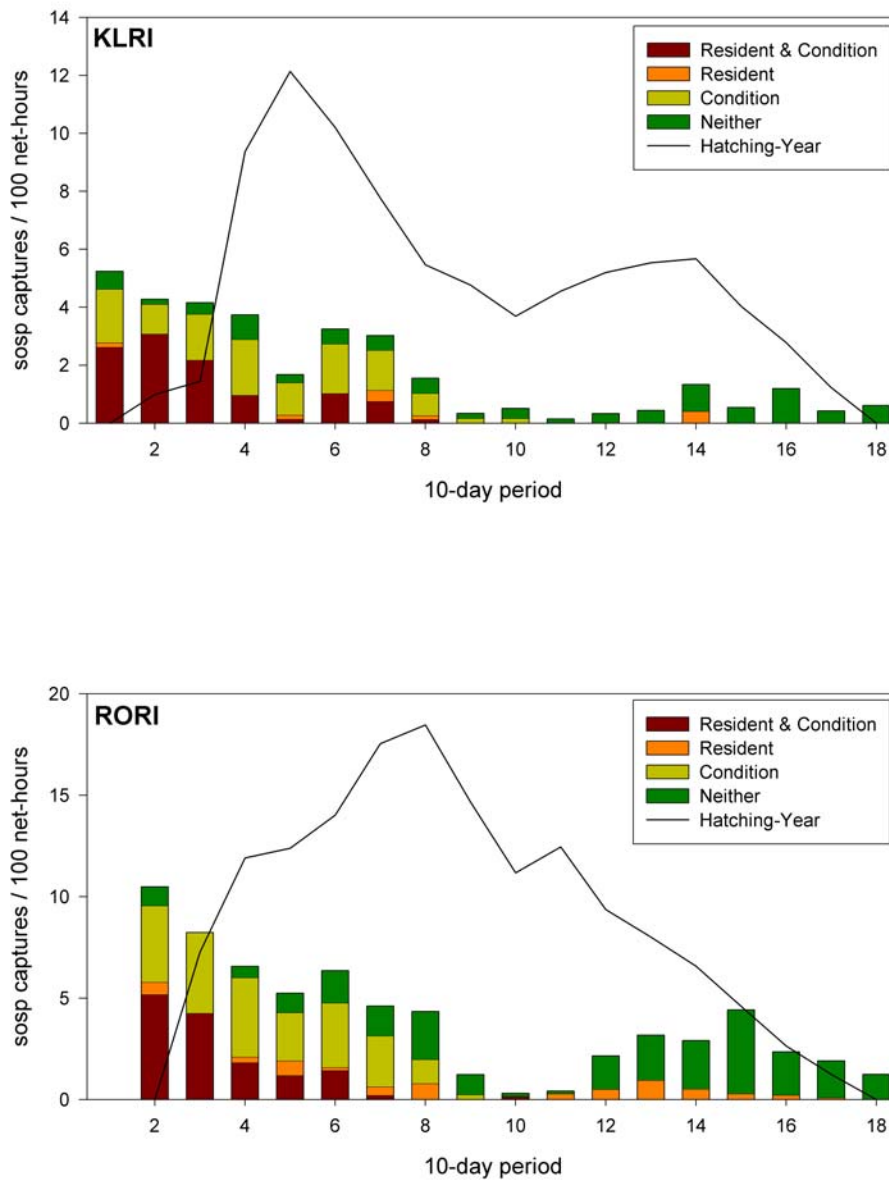 KLRI
14
12
10
8
6
4
2
0
sosp captures / 100 net-hours
Resident & Condition
Resident
Condition
Neither
Hatching-Year
2 4 6 8 10 12 14 16 18
10-day period
RORI
20
15
10
5
0
sosp captures / 100 net-hours
Resident & Condition
Resident
Condition
Neither
Hatching-Year
2 4 6 8 10 12 14 16 18
10-day period